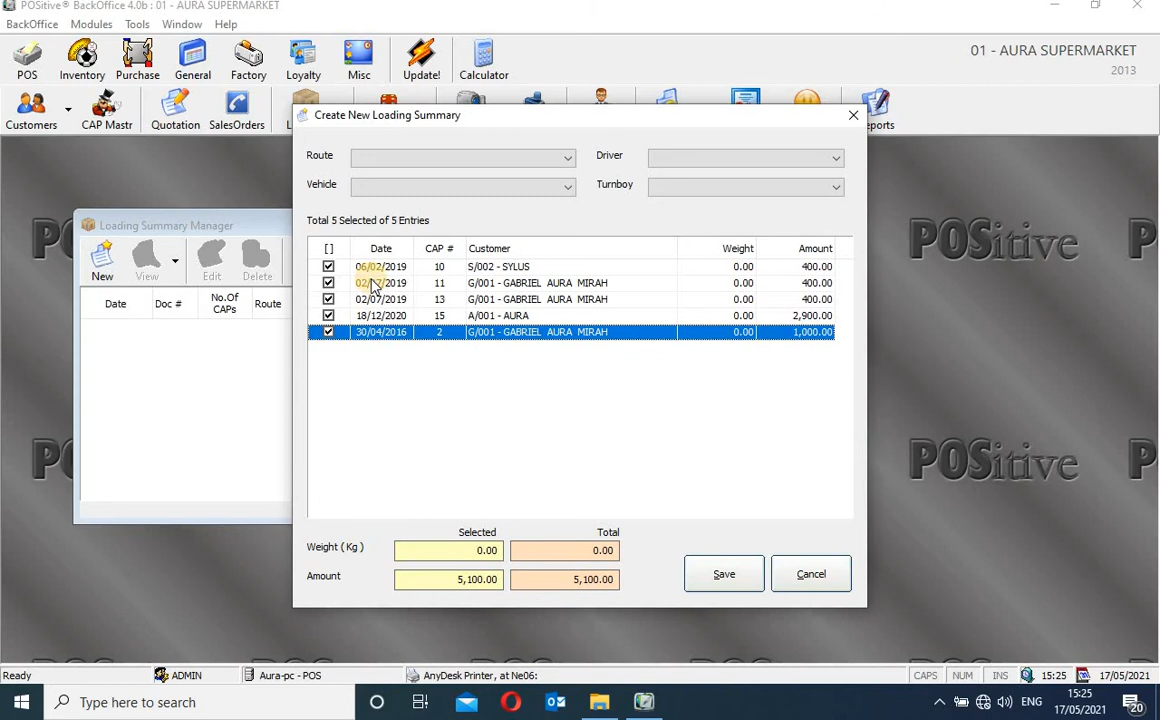 POSitive® BackOffice 4.0b : 01 - AURA SUPERMARKET
BackOffice Modules Tools Window Help
POS Inventory Purchase General Factory Loyalty Misc Update! Calculator
01 - AURA SUPERMARKET
2013
Customers CAP Mastr Quotation SalesOrders
Create New Loading Summary
Route Driver
Vehicle Turnboy
Total 5 Selected of 5 Entries
[ ] Date CAP # Customer Weight Amount
06/02/2019 10 S/002 - SYLUS 0.00 400.00
02/07/2019 11 G/001 - GABRIEL AURA MIRAH 0.00 400.00
02/07/2019 13 G/001 - GABRIEL AURA MIRAH 0.00 400.00
18/12/2020 15 A/001 - AURA 0.00 2,900.00
30/04/2016 2 G/001 - GABRIEL AURA MIRAH 0.00 1,000.00
Selected Total
Weight ( Kg ) 0.00 0.00
Amount 5,100.00 5,100.00
Save Cancel
Loading Summary Manager
New View Edit Delete
Date Doc # No.Of CAPs Route
POSitive
POSitive
Ready ADMIN Aura-pc - POS AnyDesk Printer, at Ne06: CAPS NUM INS 15:25 17/05/2021
Type here to search
ENG
15:25
17/05/2021
20